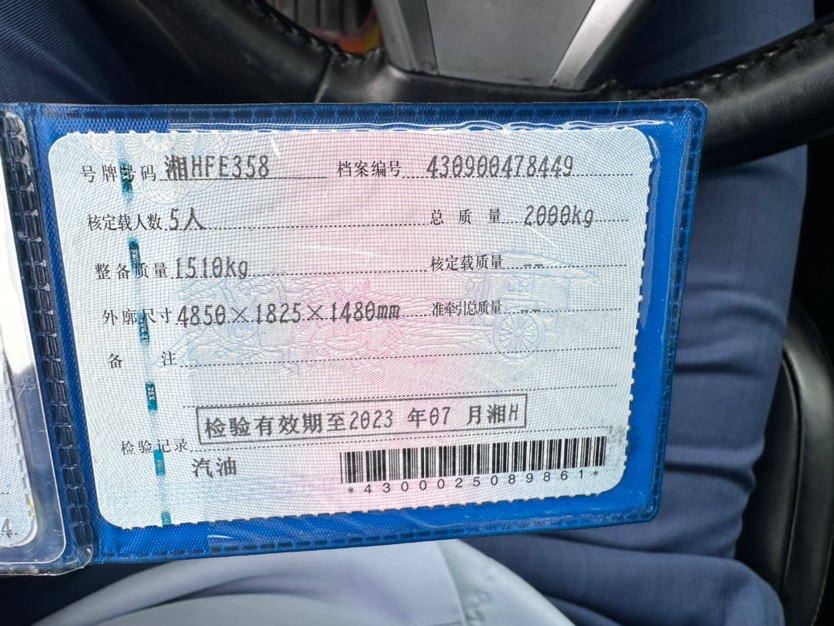 号牌号码 湘HFE358 档案编号 430900478449
核定载人数 5人 总质量 2000kg
整备质量 1510kg 核定载质量 --
外廓尺寸 4850×1825×1480mm 准牵引总质量 --
备注
检验有效期至2023年07月湘H
检验记录
汽油
*4300025089861*
4.